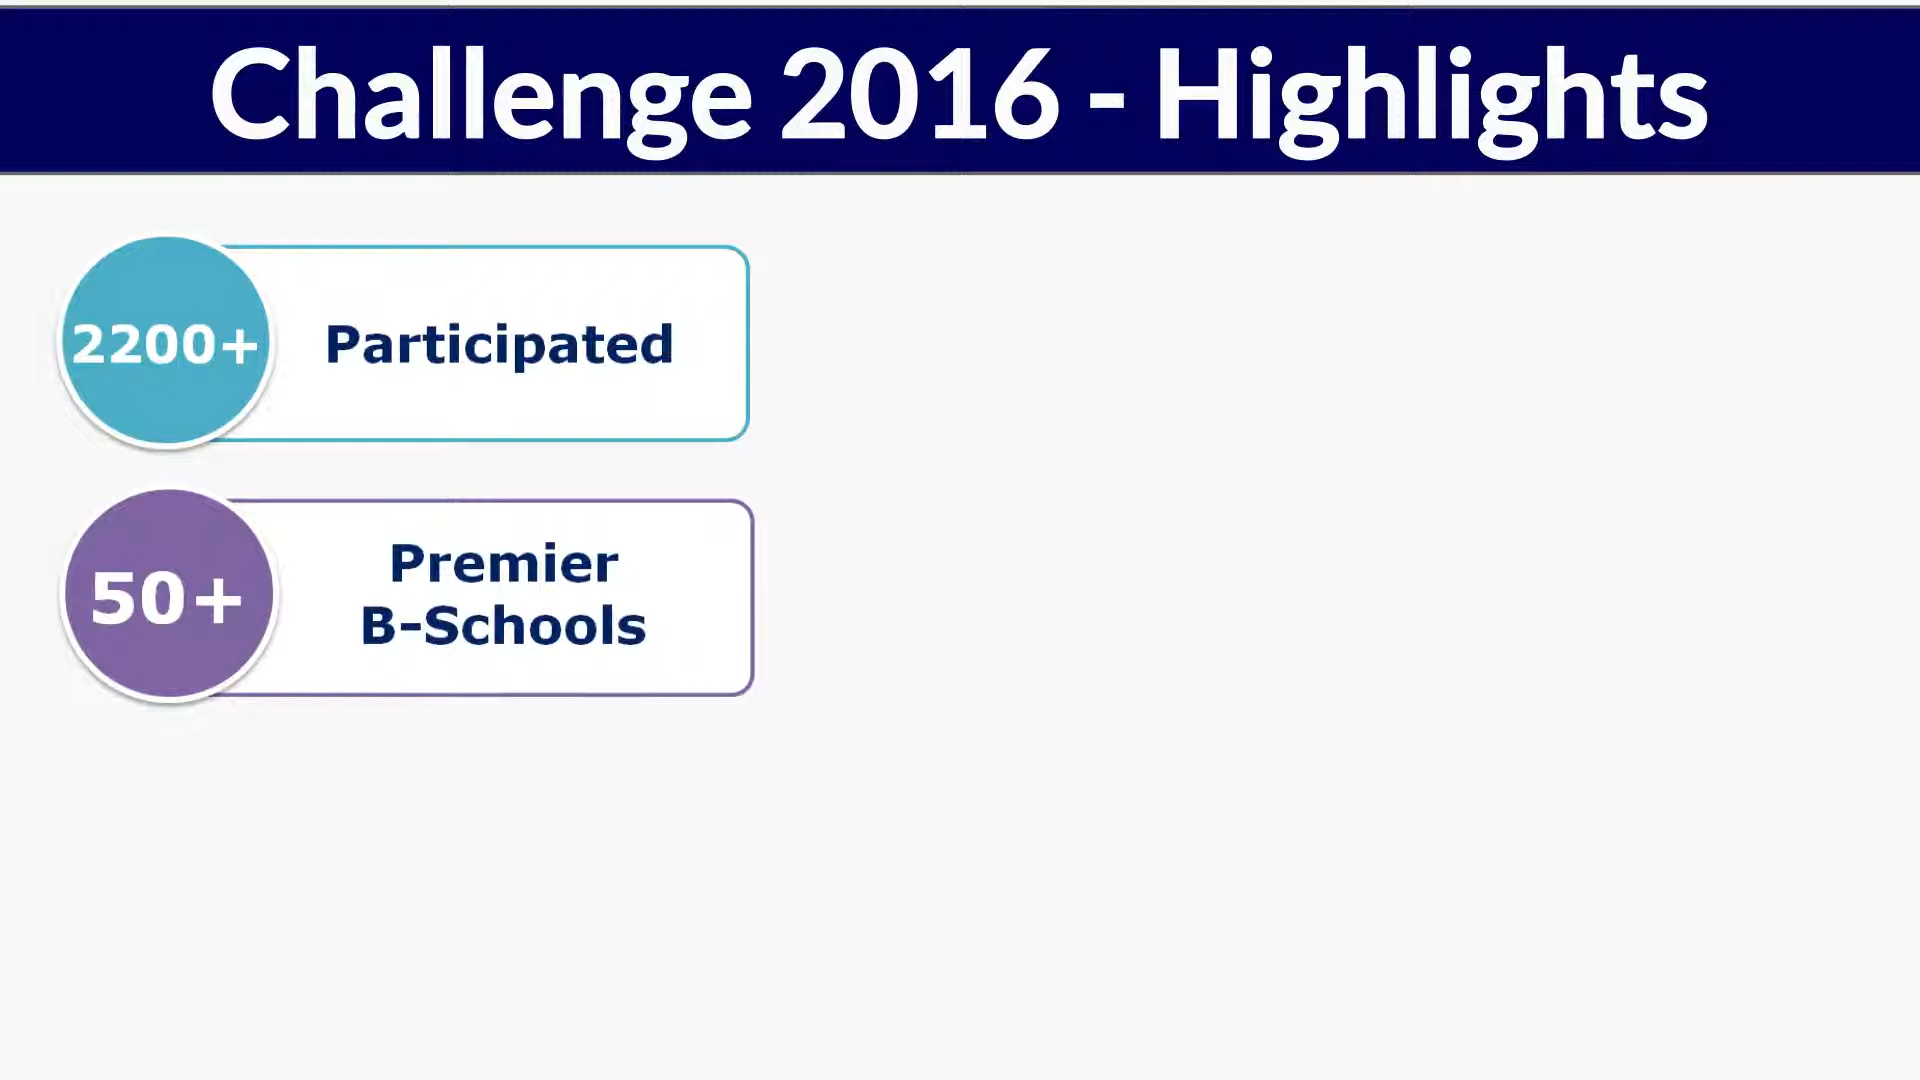 Challenge 2016 - Highlights
2200+
Participated
50+
Premier
B-Schools